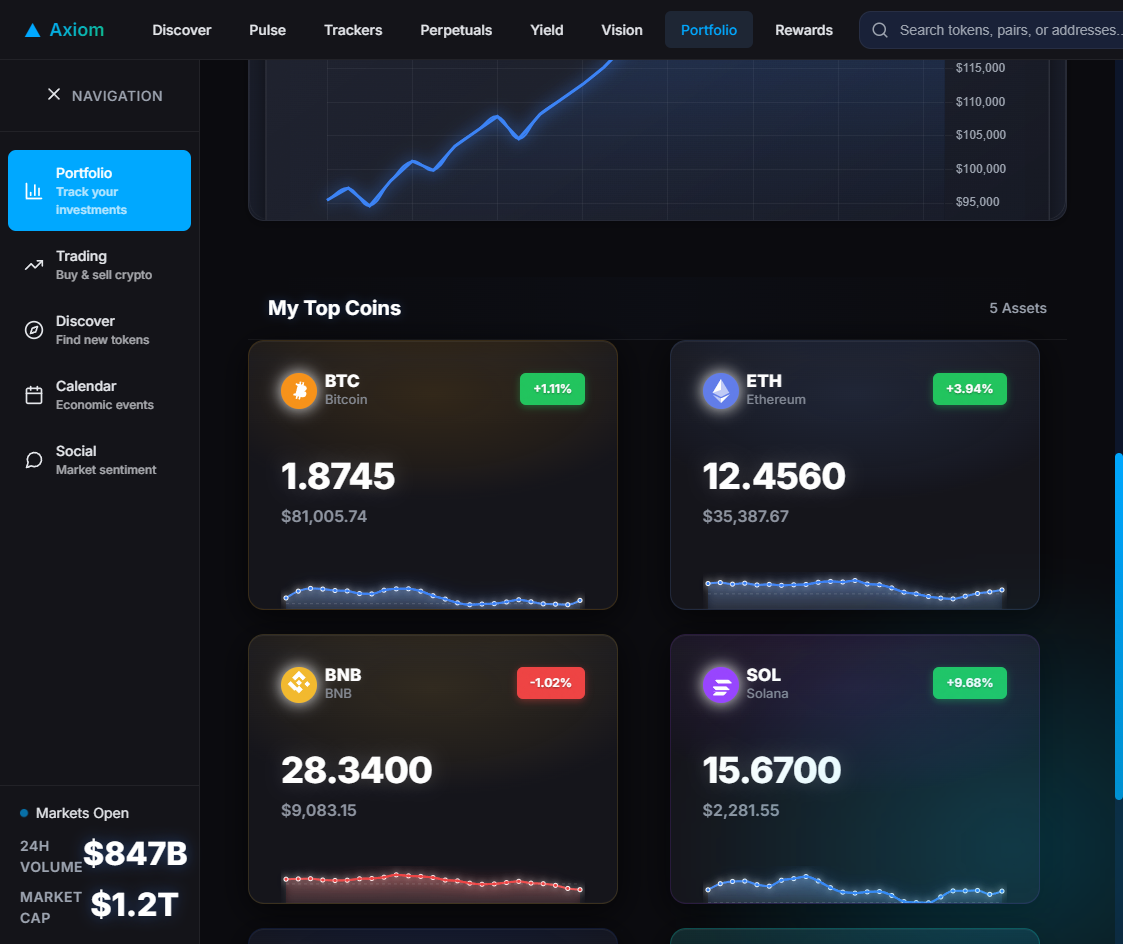 Axiom
Discover
Pulse
Trackers
Perpetuals
Yield
Vision
Portfolio
Rewards
Search tokens, pairs, or addresses..
NAVIGATION
Portfolio
Track your
investments
Trading
Buy & sell crypto
Discover
Find new tokens
Calendar
Economic events
Social
Market sentiment
Markets Open
24H
VOLUME
$847B
MARKET
CAP
$1.2T
$115,000
$110,000
$105,000
$100,000
$95,000
My Top Coins
5 Assets
BTC
Bitcoin
+1.11%
1.8745
$81,005.74
ETH
Ethereum
+3.94%
12.4560
$35,387.67
BNB
BNB
-1.02%
28.3400
$9,083.15
SOL
Solana
+9.68%
15.6700
$2,281.55